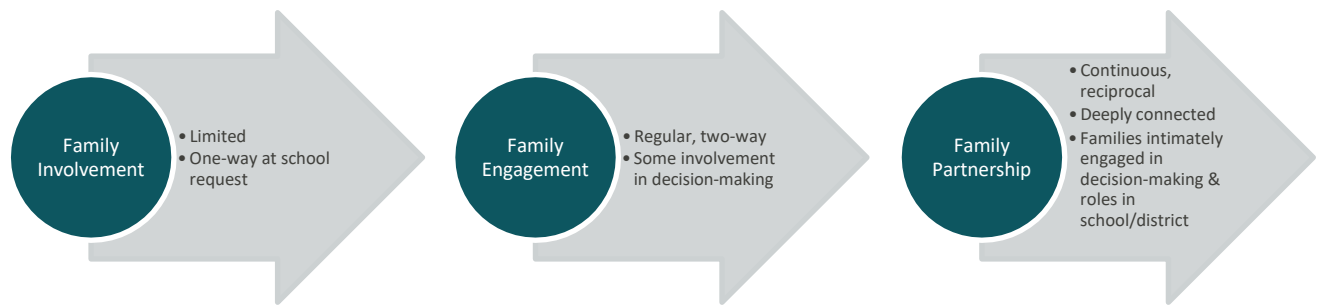 Family
Involvement
• Limited
• One-way at school
request
Family
Engagement
• Regular, two-way
• Some involvement
in decision-making
Family
Partnership
• Continuous,
reciprocal
• Deeply connected
• Families intimately
engaged in
decision-making &
roles in
school/district